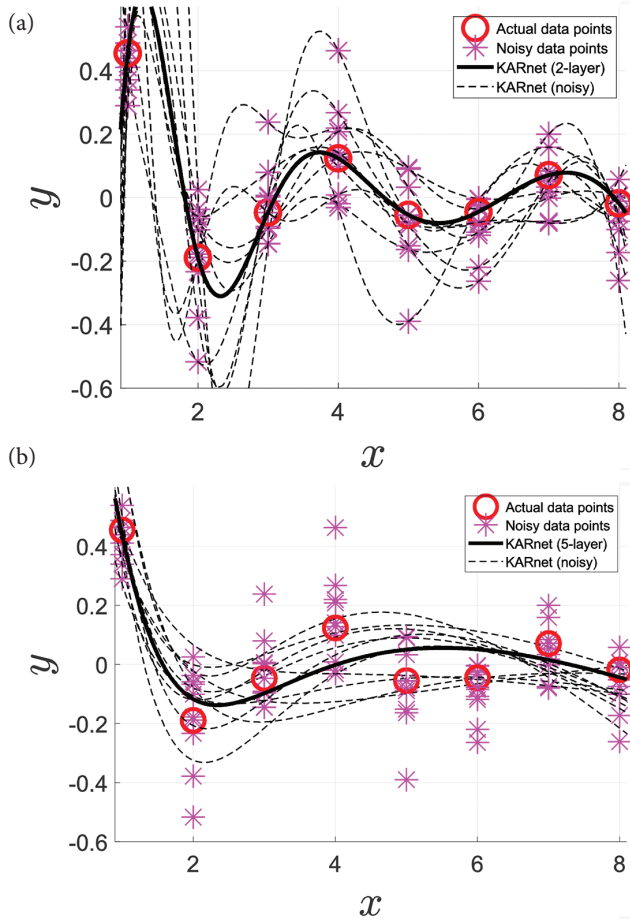 (a)
Actual data points
Noisy data points
KARnet (2-layer)
KARnet (noisy)
0.4
0.2
0
-0.2
-0.4
-0.6
y
2 4 6 8
x
(b)
Actual data points
Noisy data points
KARnet (5-layer)
KARnet (noisy)
0.4
0.2
0
-0.2
-0.4
-0.6
y
2 4 6 8
x